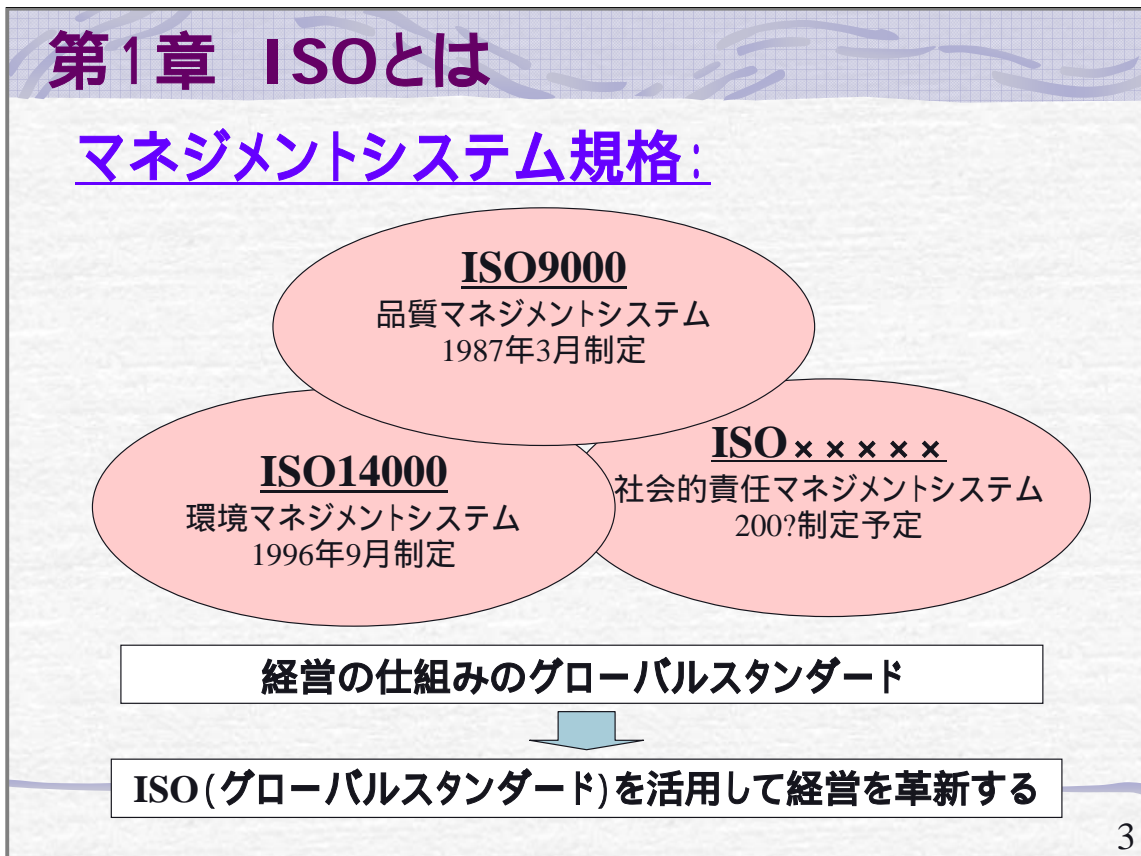 第1章 ISOとは
マネジメントシステム規格:
ISO9000
品質マネジメントシステム
1987年3月制定
ISO14000
環境マネジメントシステム
1996年9月制定
ISO×××××
社会的責任マネジメントシステム
200?制定予定
経営の仕組みのグローバルスタンダード
ISO(グローバルスタンダード)を活用して経営を革新する
3